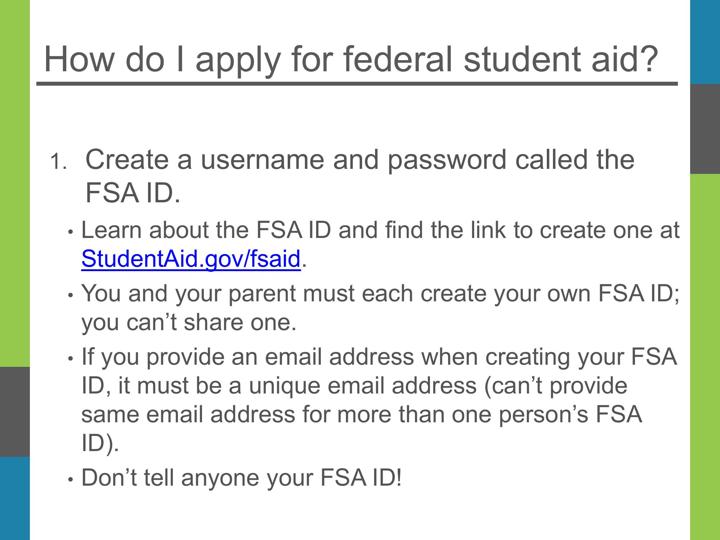 How do I apply for federal student aid?
1. Create a username and password called the
FSA ID.
• Learn about the FSA ID and find the link to create one at
StudentAid.gov/fsaid.
• You and your parent must each create your own FSA ID;
you can’t share one.
• If you provide an email address when creating your FSA
ID, it must be a unique email address (can’t provide
same email address for more than one person’s FSA
ID).
• Don’t tell anyone your FSA ID!